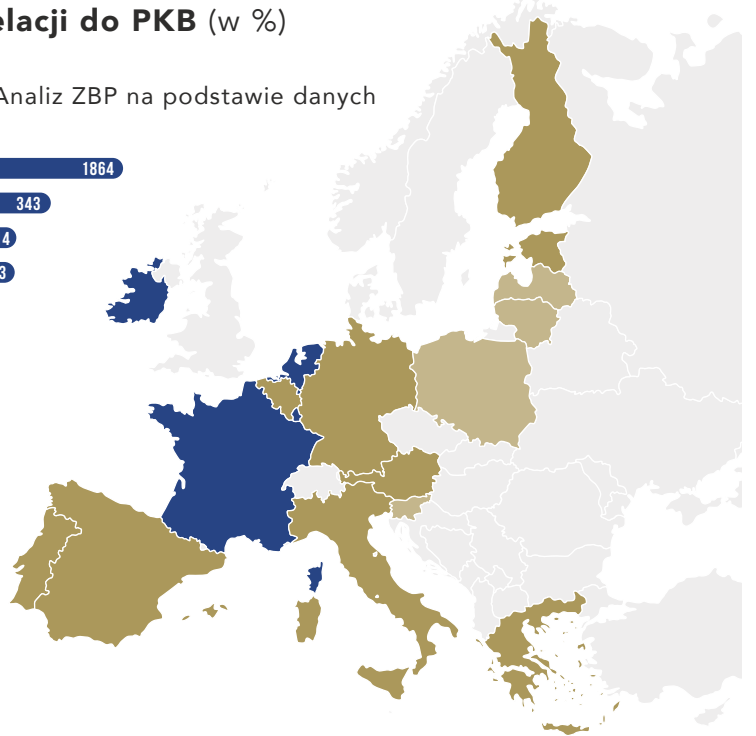 elacji do PKB (w %)
Analiz ZBP na podstawie danych
1864
343
4
3